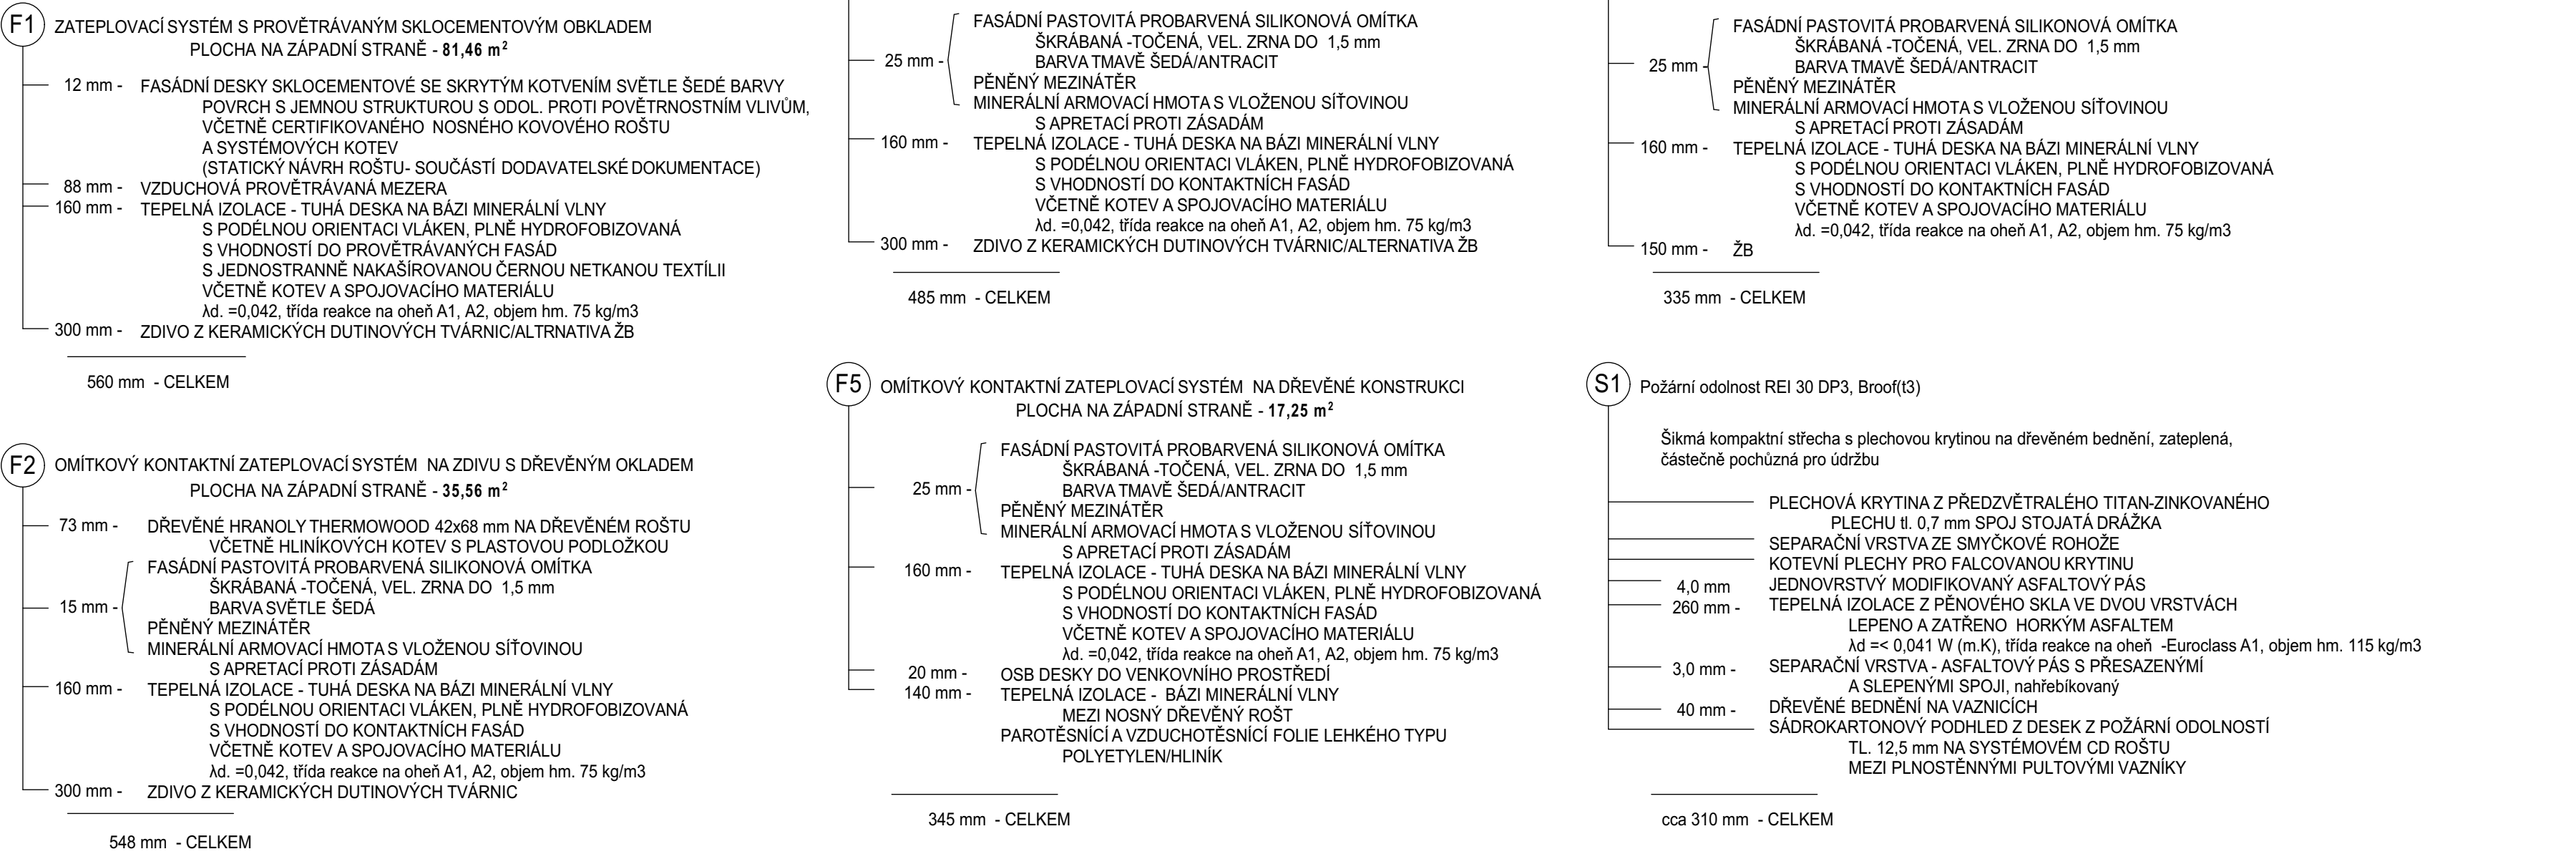 F1 ZATEPLOVACÍ SYSTÉM S PROVĚTRÁVANÝM SKLOCEMENTOVÝM OBKLADEM
PLOCHA NA ZÁPADNÍ STRANĚ - 81,46 m²
12 mm - FASÁDNÍ DESKY SKLOCEMENTOVÉ SE SKRYTÝM KOTVENÍM SVĚTLE ŠEDÉ BARVY
POVRCH S JEMNOU STRUKTUROU S ODOL. PROTI POVĚTRNOSTNÍM VLIVŮM,
VČETNĚ CERTIFIKOVANÉHO NOSNÉHO KOVOVÉHO ROŠTU
A SYSTÉMOVÝCH KOTEV
(STATICKÝ NÁVRH ROŠTU- SOUČÁSTÍ DODAVATELSKÉ DOKUMENTACE)
88 mm - VZDUCHOVÁ PROVĚTRÁVANÁ MEZERA
160 mm - TEPELNÁ IZOLACE - TUHÁ DESKA NA BÁZI MINERÁLNÍ VLNY
S PODÉLNOU ORIENTACI VLÁKEN, PLNĚ HYDROFOBIZOVANÁ
S VHODNOSTÍ DO PROVĚTRÁVANÝCH FASÁD
S JEDNOSTRANNĚ NAKAŠÍROVANOU ČERNOU NETKANOU TEXTÍLII
VČETNĚ KOTEV A SPOJOVACÍHO MATERIÁLU
λd. =0,042, třída reakce na oheň A1, A2, objem hm. 75 kg/m3
300 mm - ZDIVO Z KERAMICKÝCH DUTINOVÝCH TVÁRNIC/ALTRNATIVA ŽB
560 mm - CELKEM
F2 OMÍTKOVÝ KONTAKTNÍ ZATEPLOVACÍ SYSTÉM NA ZDIVU S DŘEVĚNÝM OKLADEM
PLOCHA NA ZÁPADNÍ STRANĚ - 35,56 m²
73 mm - DŘEVĚNÉ HRANOLY THERMOWOOD 42x68 mm NA DŘEVĚNÉM ROŠTU
VČETNĚ HLINÍKOVÝCH KOTEV S PLASTOVOU PODLOŽKOU
FASÁDNÍ PASTOVITÁ PROBARVENÁ SILIKONOVÁ OMÍTKA
ŠKRÁBANÁ -TOČENÁ, VEL. ZRNA DO 1,5 mm
15 mm - BARVA SVĚTLE ŠEDÁ
PĚNĚNÝ MEZINÁTĚR
MINERÁLNÍ ARMOVACÍ HMOTA S VLOŽENOU SÍŤOVINOU
S APRETACÍ PROTI ZÁSADÁM
160 mm - TEPELNÁ IZOLACE - TUHÁ DESKA NA BÁZI MINERÁLNÍ VLNY
S PODÉLNOU ORIENTACI VLÁKEN, PLNĚ HYDROFOBIZOVANÁ
S VHODNOSTÍ DO KONTAKTNÍCH FASÁD
VČETNĚ KOTEV A SPOJOVACÍHO MATERIÁLU
λd. =0,042, třída reakce na oheň A1, A2, objem hm. 75 kg/m3
300 mm - ZDIVO Z KERAMICKÝCH DUTINOVÝCH TVÁRNIC
548 mm - CELKEM
FASÁDNÍ PASTOVITÁ PROBARVENÁ SILIKONOVÁ OMÍTKA
ŠKRÁBANÁ -TOČENÁ, VEL. ZRNA DO 1,5 mm
25 mm - BARVA TMAVĚ ŠEDÁ/ANTRACIT
PĚNĚNÝ MEZINÁTĚR
MINERÁLNÍ ARMOVACÍ HMOTA S VLOŽENOU SÍŤOVINOU
S APRETACÍ PROTI ZÁSADÁM
160 mm - TEPELNÁ IZOLACE - TUHÁ DESKA NA BÁZI MINERÁLNÍ VLNY
S PODÉLNOU ORIENTACI VLÁKEN, PLNĚ HYDROFOBIZOVANÁ
S VHODNOSTÍ DO KONTAKTNÍCH FASÁD
VČETNĚ KOTEV A SPOJOVACÍHO MATERIÁLU
λd. =0,042, třída reakce na oheň A1, A2, objem hm. 75 kg/m3
300 mm - ZDIVO Z KERAMICKÝCH DUTINOVÝCH TVÁRNIC/ALTERNATIVA ŽB
485 mm - CELKEM
F5 OMÍTKOVÝ KONTAKTNÍ ZATEPLOVACÍ SYSTÉM NA DŘEVĚNÉ KONSTRUKCI
PLOCHA NA ZÁPADNÍ STRANĚ - 17,25 m²
FASÁDNÍ PASTOVITÁ PROBARVENÁ SILIKONOVÁ OMÍTKA
ŠKRÁBANÁ -TOČENÁ, VEL. ZRNA DO 1,5 mm
25 mm - BARVA TMAVĚ ŠEDÁ/ANTRACIT
PĚNĚNÝ MEZINÁTĚR
MINERÁLNÍ ARMOVACÍ HMOTA S VLOŽENOU SÍŤOVINOU
S APRETACÍ PROTI ZÁSADÁM
160 mm - TEPELNÁ IZOLACE - TUHÁ DESKA NA BÁZI MINERÁLNÍ VLNY
S PODÉLNOU ORIENTACI VLÁKEN, PLNĚ HYDROFOBIZOVANÁ
S VHODNOSTÍ DO KONTAKTNÍCH FASÁD
VČETNĚ KOTEV A SPOJOVACÍHO MATERIÁLU
λd. =0,042, třída reakce na oheň A1, A2, objem hm. 75 kg/m3
20 mm - OSB DESKY DO VENKOVNÍHO PROSTŘEDÍ
140 mm - TEPELNÁ IZOLACE - BÁZI MINERÁLNÍ VLNY
MEZI NOSNÝ DŘEVĚNÝ ROŠT
PAROTĚSNÍCÍ A VZDUCHOTĚSNÍCÍ FOLIE LEHKÉHO TYPU
POLYETYLEN/HLINÍK
345 mm - CELKEM
FASÁDNÍ PASTOVITÁ PROBARVENÁ SILIKONOVÁ OMÍTKA
ŠKRÁBANÁ -TOČENÁ, VEL. ZRNA DO 1,5 mm
25 mm - BARVA TMAVĚ ŠEDÁ/ANTRACIT
PĚNĚNÝ MEZINÁTĚR
MINERÁLNÍ ARMOVACÍ HMOTA S VLOŽENOU SÍŤOVINOU
S APRETACÍ PROTI ZÁSADÁM
160 mm - TEPELNÁ IZOLACE - TUHÁ DESKA NA BÁZI MINERÁLNÍ VLNY
S PODÉLNOU ORIENTACI VLÁKEN, PLNĚ HYDROFOBIZOVANÁ
S VHODNOSTÍ DO KONTAKTNÍCH FASÁD
VČETNĚ KOTEV A SPOJOVACÍHO MATERIÁLU
λd. =0,042, třída reakce na oheň A1, A2, objem hm. 75 kg/m3
150 mm - ŽB
335 mm - CELKEM
S1 Požární odolnost REI 30 DP3, Broof(t3)
Šikmá kompaktní střecha s plechovou krytinou na dřevěném bednění, zateplená,
částečně pochůzná pro údržbu
PLECHOVÁ KRYTINA Z PŘEDZVĚTRALÉHO TITAN-ZINKOVANÉHO
PLECHU tl. 0,7 mm SPOJ STOJATÁ DRÁŽKA
SEPARAČNÍ VRSTVA ZE SMYČKOVÉ ROHOŽE
KOTEVNÍ PLECHY PRO FALCOVANOU KRYTINU
4,0 mm JEDNOVRSTVÝ MODIFIKOVANÝ ASFALTOVÝ PÁS
260 mm - TEPELNÁ IZOLACE Z PĚNOVÉHO SKLA VE DVOU VRSTVÁCH
LEPENO A ZATŘENO HORKÝM ASFALTEM
λd =< 0,041 W (m.K), třída reakce na oheň -Euroclass A1, objem hm. 115 kg/m3
3,0 mm - SEPARAČNÍ VRSTVA - ASFALTOVÝ PÁS S PŘESAZENÝMÍ
A SLEPENÝMI SPOJI, nahřebíkovaný
40 mm - DŘEVĚNÉ BEDNĚNÍ NA VAZNICÍCH
SÁDROKARTONOVÝ PODHLED Z DESEK Z POŽÁRNÍ ODOLNOSTÍ
TL. 12,5 mm NA SYSTÉMOVÉM CD ROŠTU
MEZI PLNOSTĚNNÝMI PULTOVÝMI VAZNÍKY
cca 310 mm - CELKEM